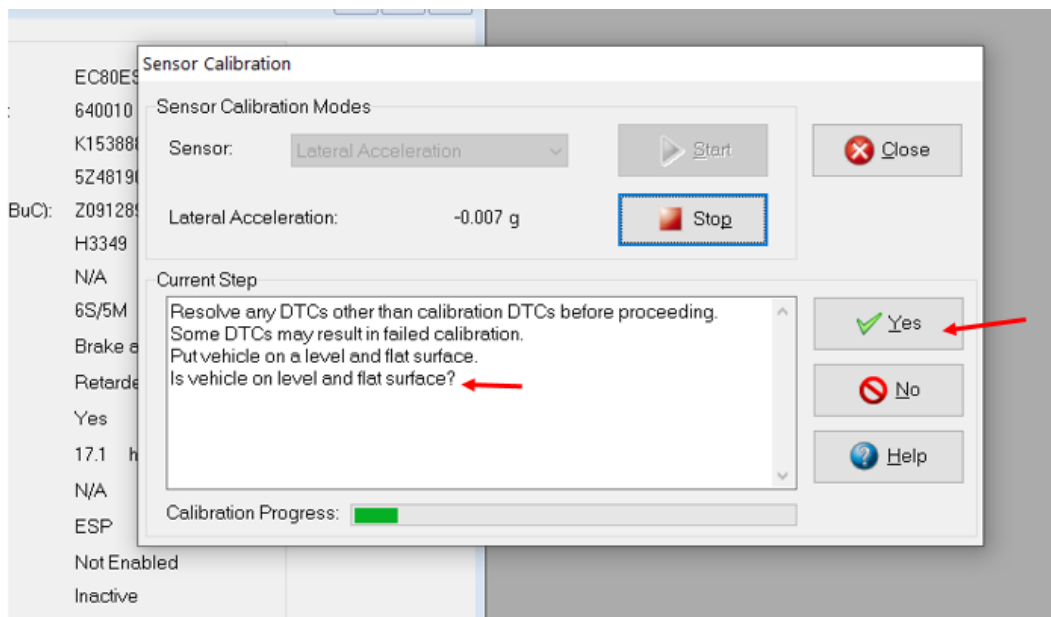 Sensor Calibration
EC80ES
Sensor Calibration Modes
640010
Sensor: Lateral Acceleration Start Close
K15388
5Z4819
Lateral Acceleration: -0.007 g Stop
BuC): Z09128
H3349
N/A
Current Step
6S/5M
Resolve any DTCs other than calibration DTCs before proceeding.
Some DTCs may result in failed calibration.
Put vehicle on a level and flat surface.
Is vehicle on level and flat surface?
Yes
No
Help
Brake a
Retarde
Yes
17.1 h
N/A
Calibration Progress:
ESP
Not Enabled
Inactive